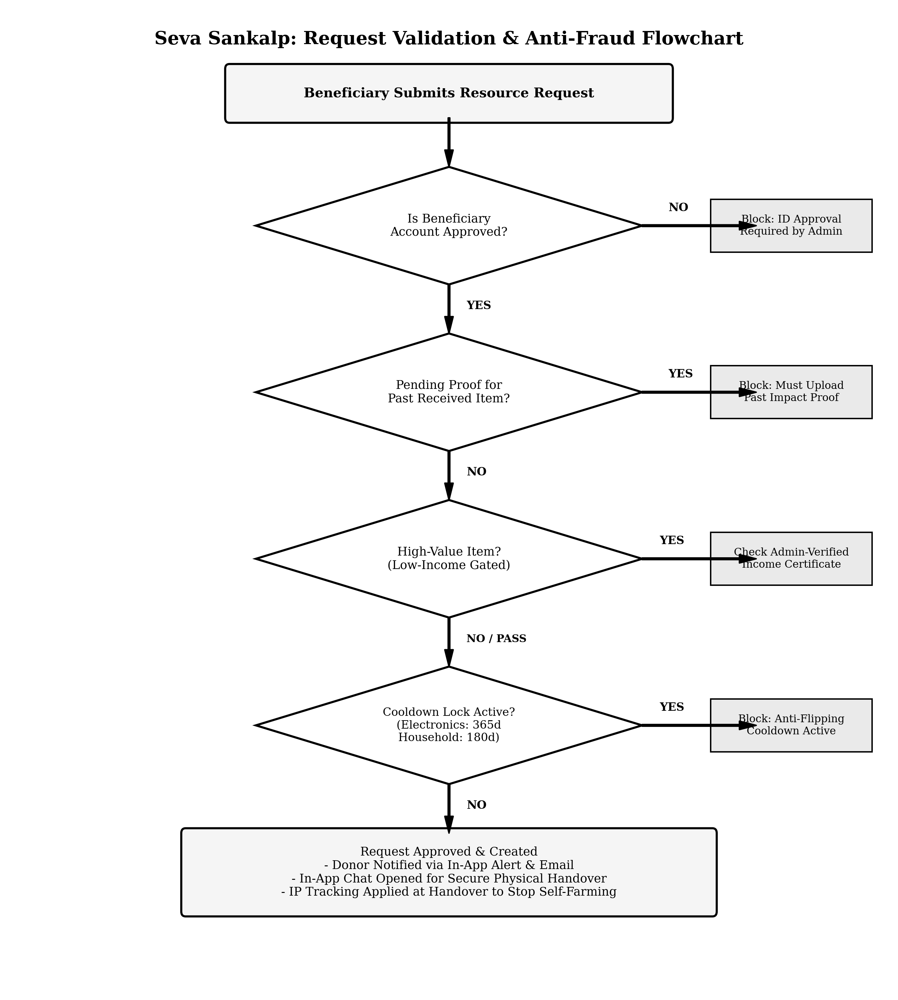 Seva Sankalp: Request Validation & Anti-Fraud Flowchart
Beneficiary Submits Resource Request
Is Beneficiary
Account Approved?
NO
Block: ID Approval
Required by Admin
YES
Pending Proof for
Past Received Item?
YES
Block: Must Upload
Past Impact Proof
NO
High-Value Item?
(Low-Income Gated)
YES
Check Admin-Verified
Income Certificate
NO / PASS
Cooldown Lock Active?
(Electronics: 365d
Household: 180d)
YES
Block: Anti-Flipping
Cooldown Active
NO
Request Approved & Created
- Donor Notified via In-App Alert & Email
- In-App Chat Opened for Secure Physical Handover
- IP Tracking Applied at Handover to Stop Self-Farming